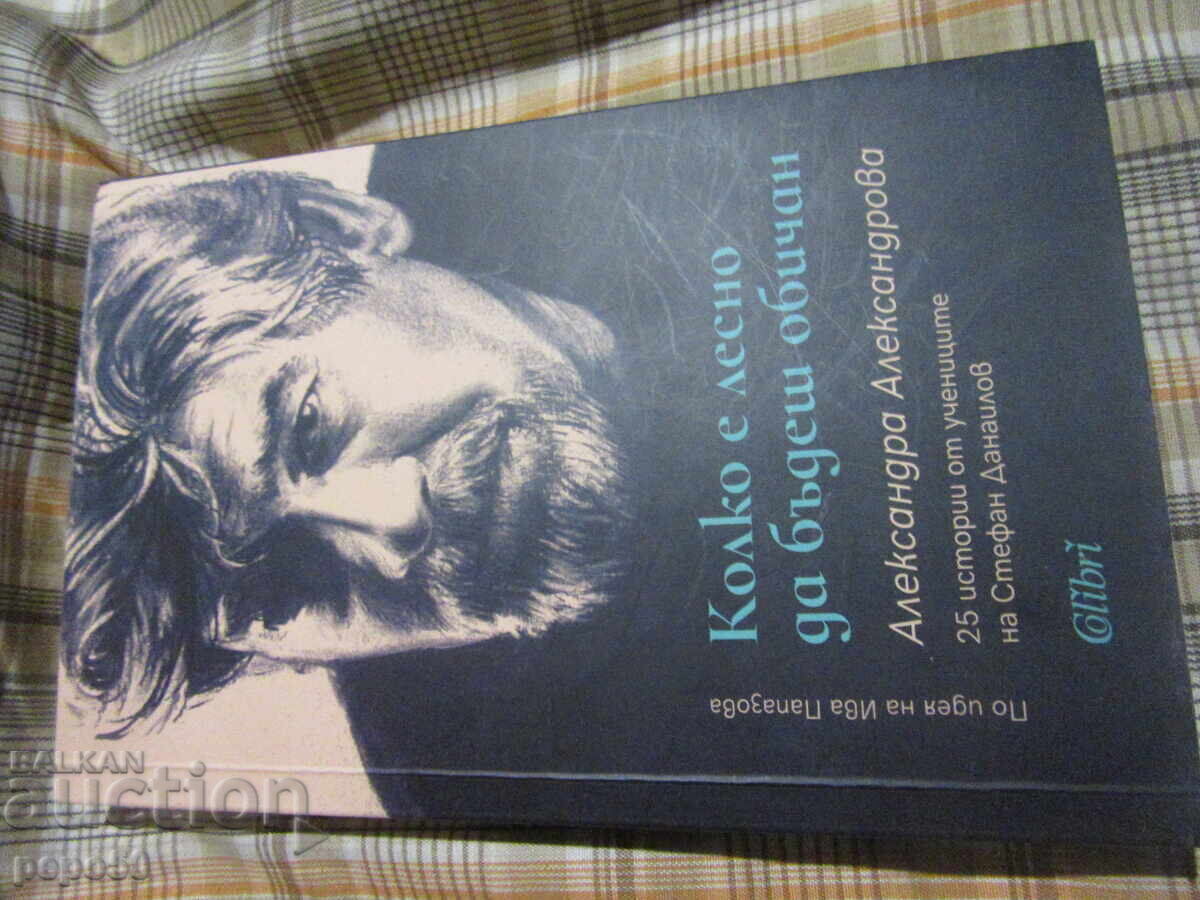 Колко е лесно
да бъдеш обичан
Александра Александрова
25 истории от учениците
на Стефан Данаилов
Colibri
По идея на Ива Папазова
BALKAN
auction
pepo50